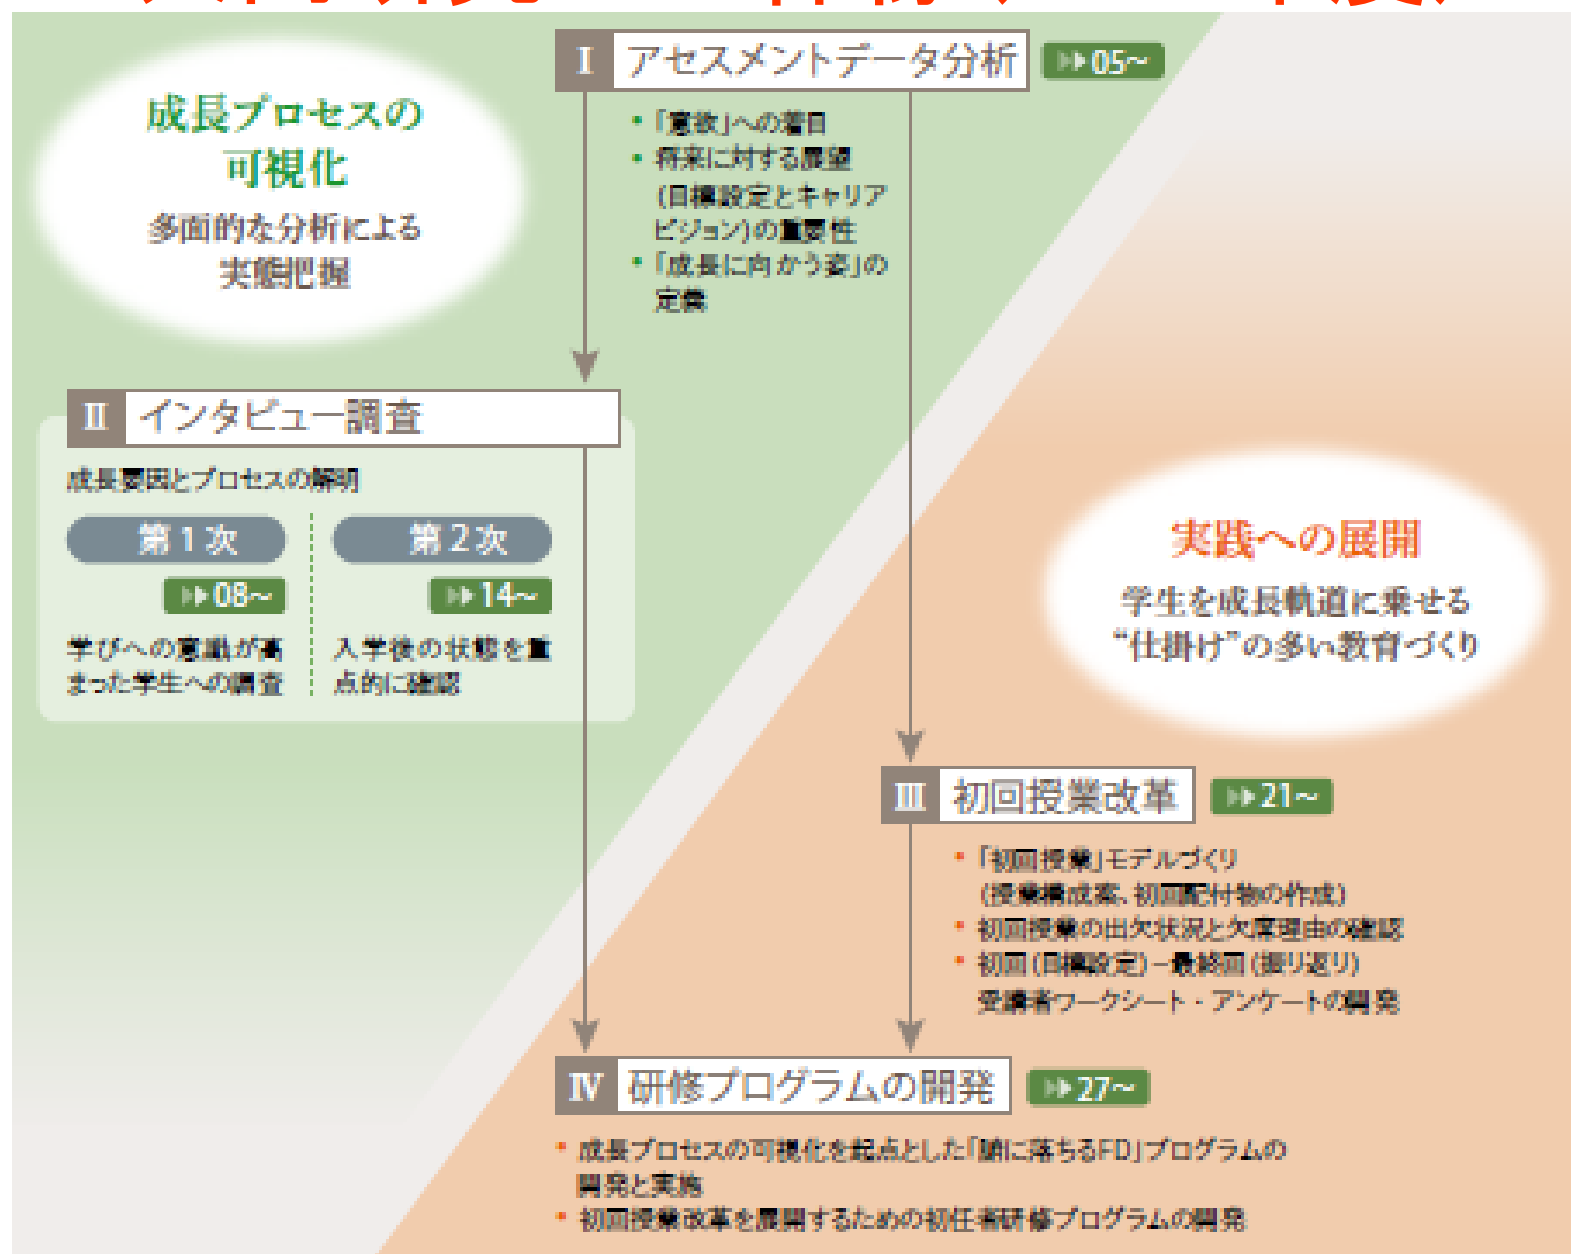 成長プロセスの
可視化
多面的な分析による
実態把握
I アセスメントデータ分析 05~
•「意欲」への着目
• 将来に対する展望
(目標設定とキャリア
ビジョン)の重要性
•「成長に向かう姿」の
定義
II インタビュー調査
成長要因とプロセスの解明
第1次
08~
学びへの意識が高
まった学生への調査
第2次
14~
入学後の状態を重
点的に確認
実践への展開
学生を成長軌道に乗せる
“仕掛け”の多い教育づくり
III 初回授業改革 21~
•「初回授業」モデルづくり
(授業構成案、初回配付物の作成)
• 初回授業の出欠状況と欠席理由の確認
• 初回(目標設定)-最終回(振り返り)
受講者ワークシート・アンケートの開発
IV 研修プログラムの開発 27~
• 成長プロセスの可視化を起点とした「腑に落ちるFD」プログラムの
開発と実施
• 初回授業改革を展開するための初任者研修プログラムの開発